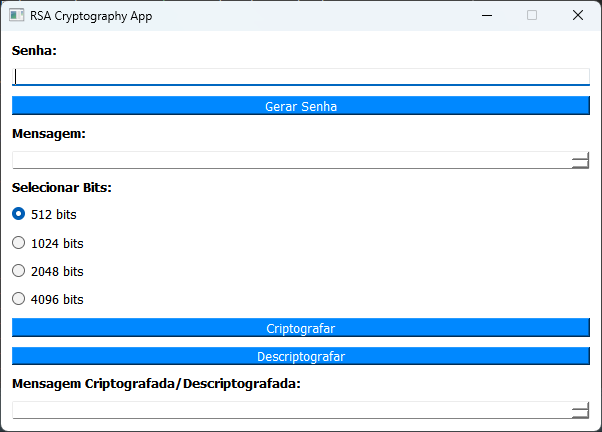 RSA Cryptography App
Senha:
Gerar Senha
Mensagem:
Selecionar Bits:
512 bits
1024 bits
2048 bits
4096 bits
Criptografar
Descriptografar
Mensagem Criptografada/Descriptografada: